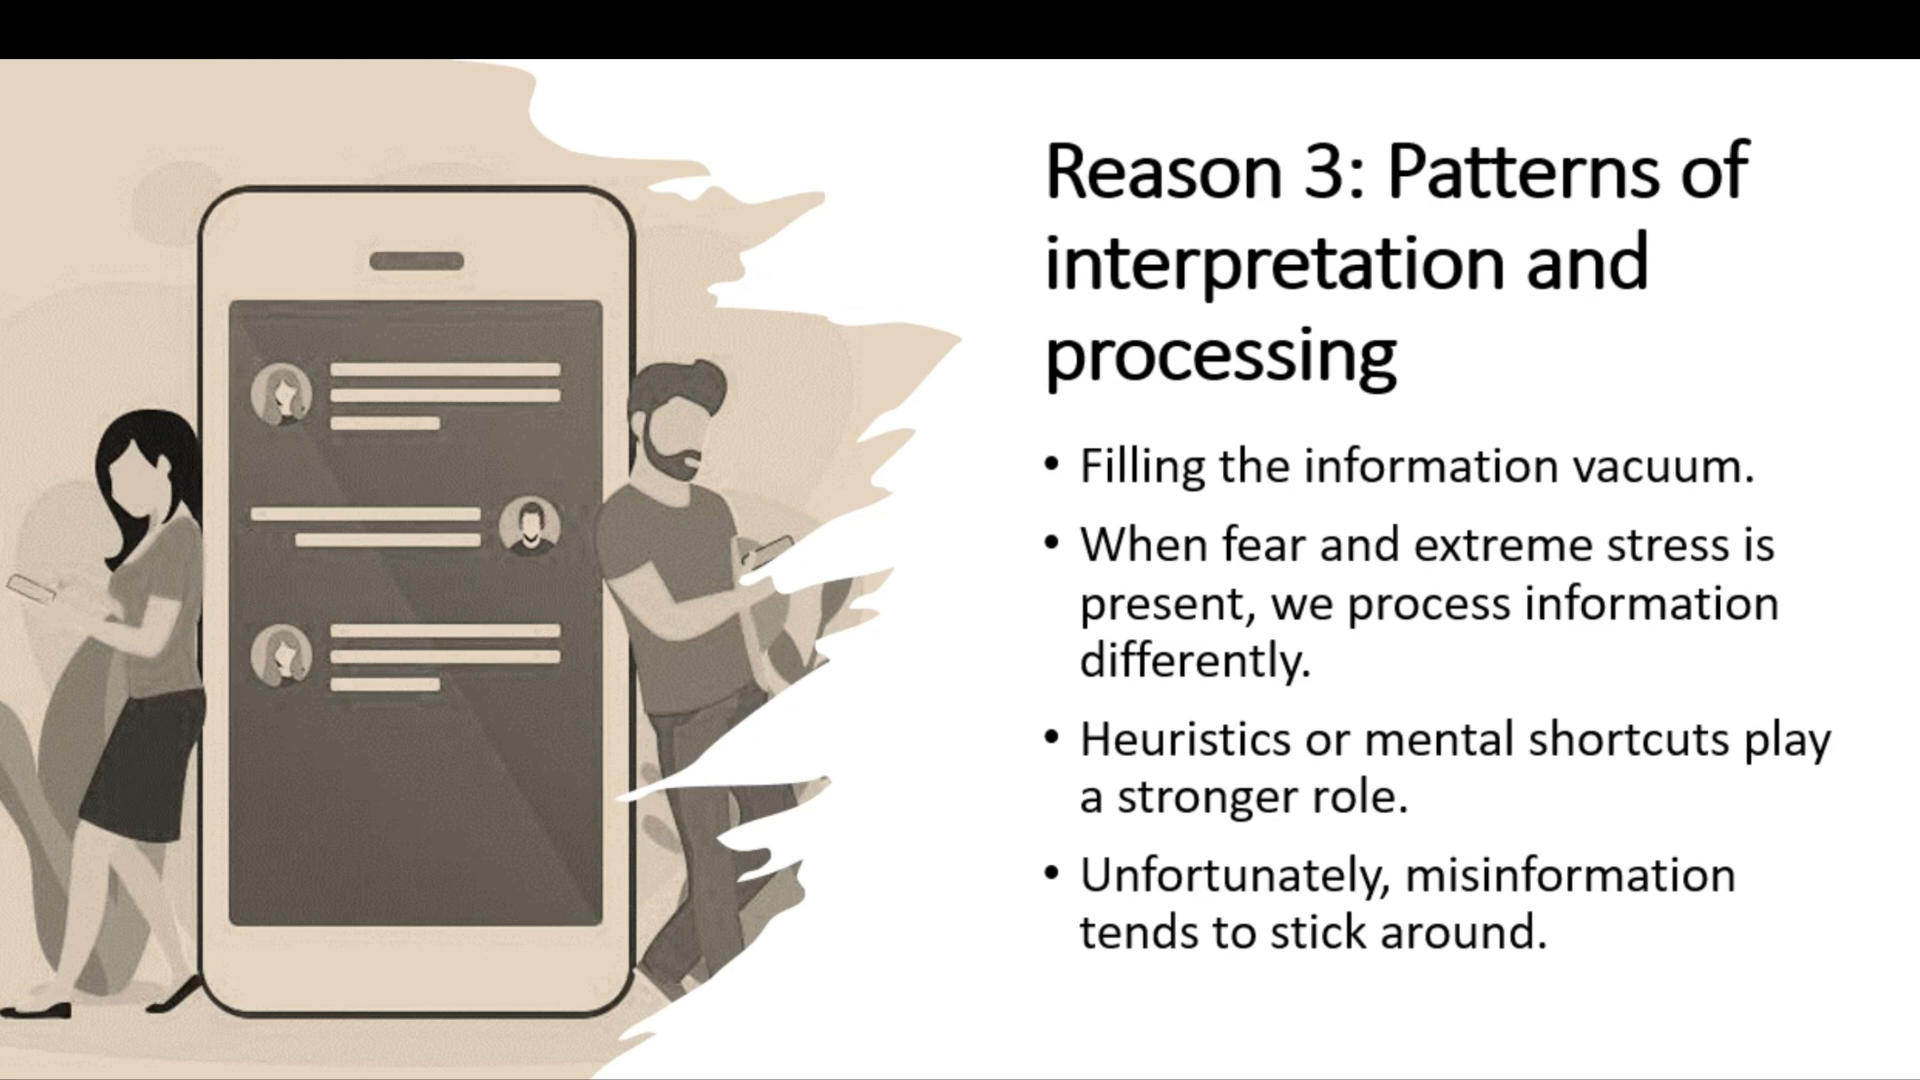 Reason 3: Patterns of
interpretation and
processing
• Filling the information vacuum.
• When fear and extreme stress is
present, we process information
differently.
• Heuristics or mental shortcuts play
a stronger role.
• Unfortunately, misinformation
tends to stick around.